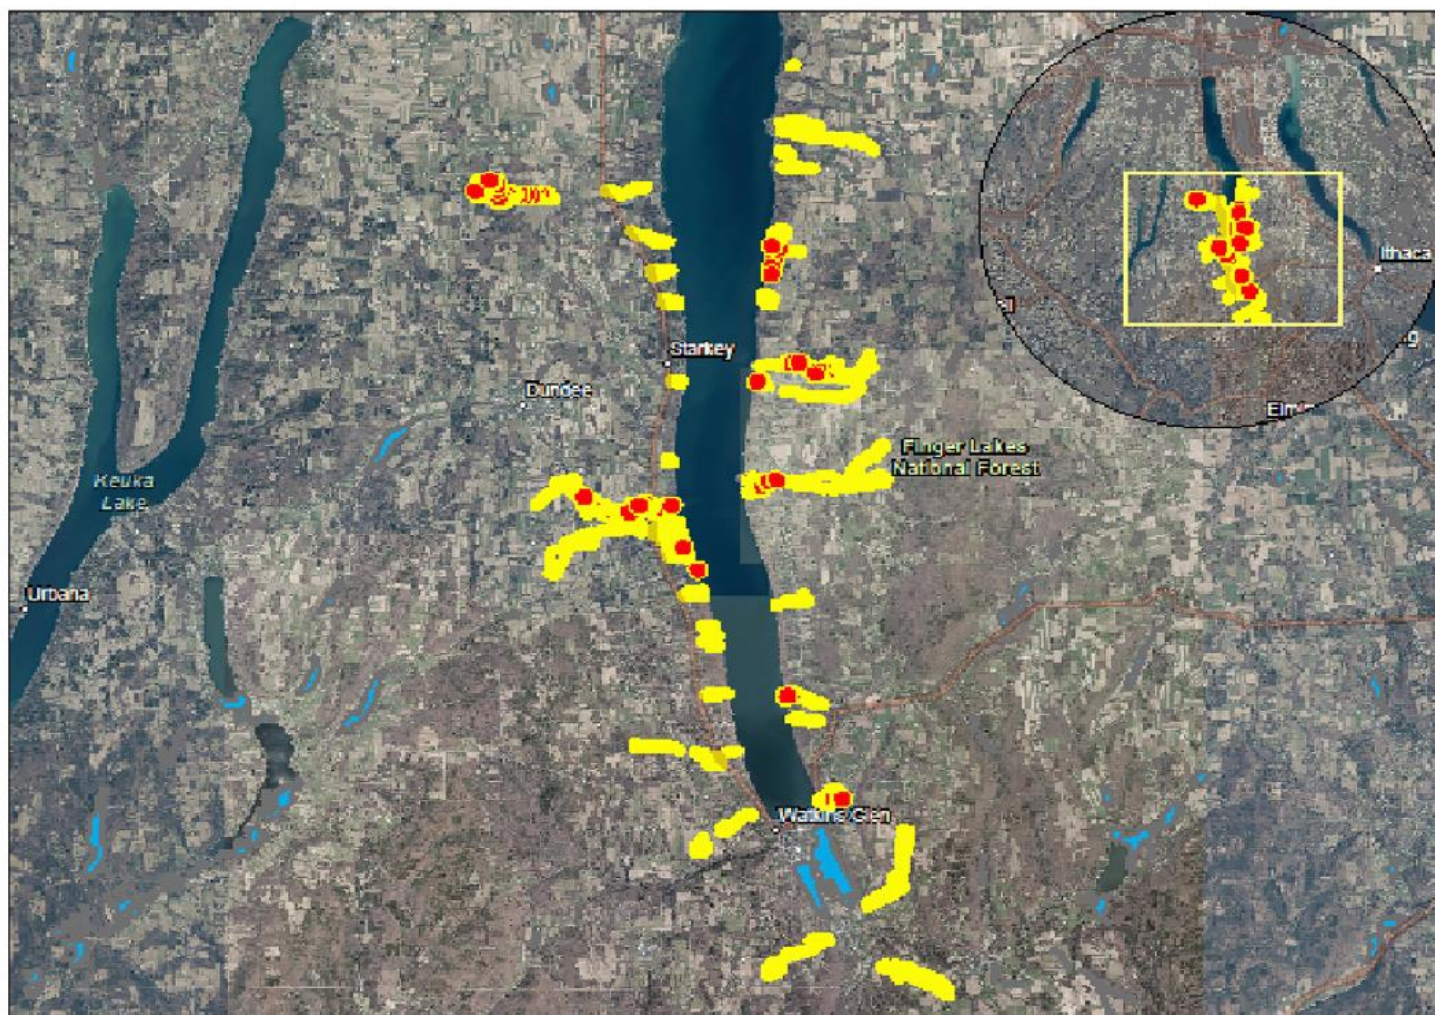 Ithaca
Starkey
Dundee
Finger Lakes
National Forest
Keuka
Lake
Urbana
Watkins Glen